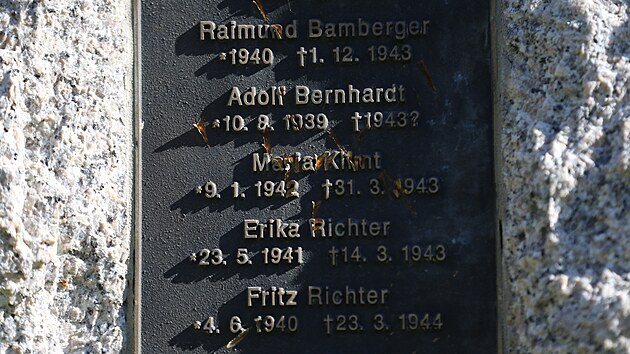 Raimund Bamberger
*1940 †1. 12. 1943
Adolf Bernhardt
*10. 8. 1939 †1943?
Maria Klimt
*9. 1. 1942 †31. 3. 1943
Erika Richter
*23. 5. 1941 †14. 3. 1943
Fritz Richter
*4. 6. 1940 †23. 3. 1944